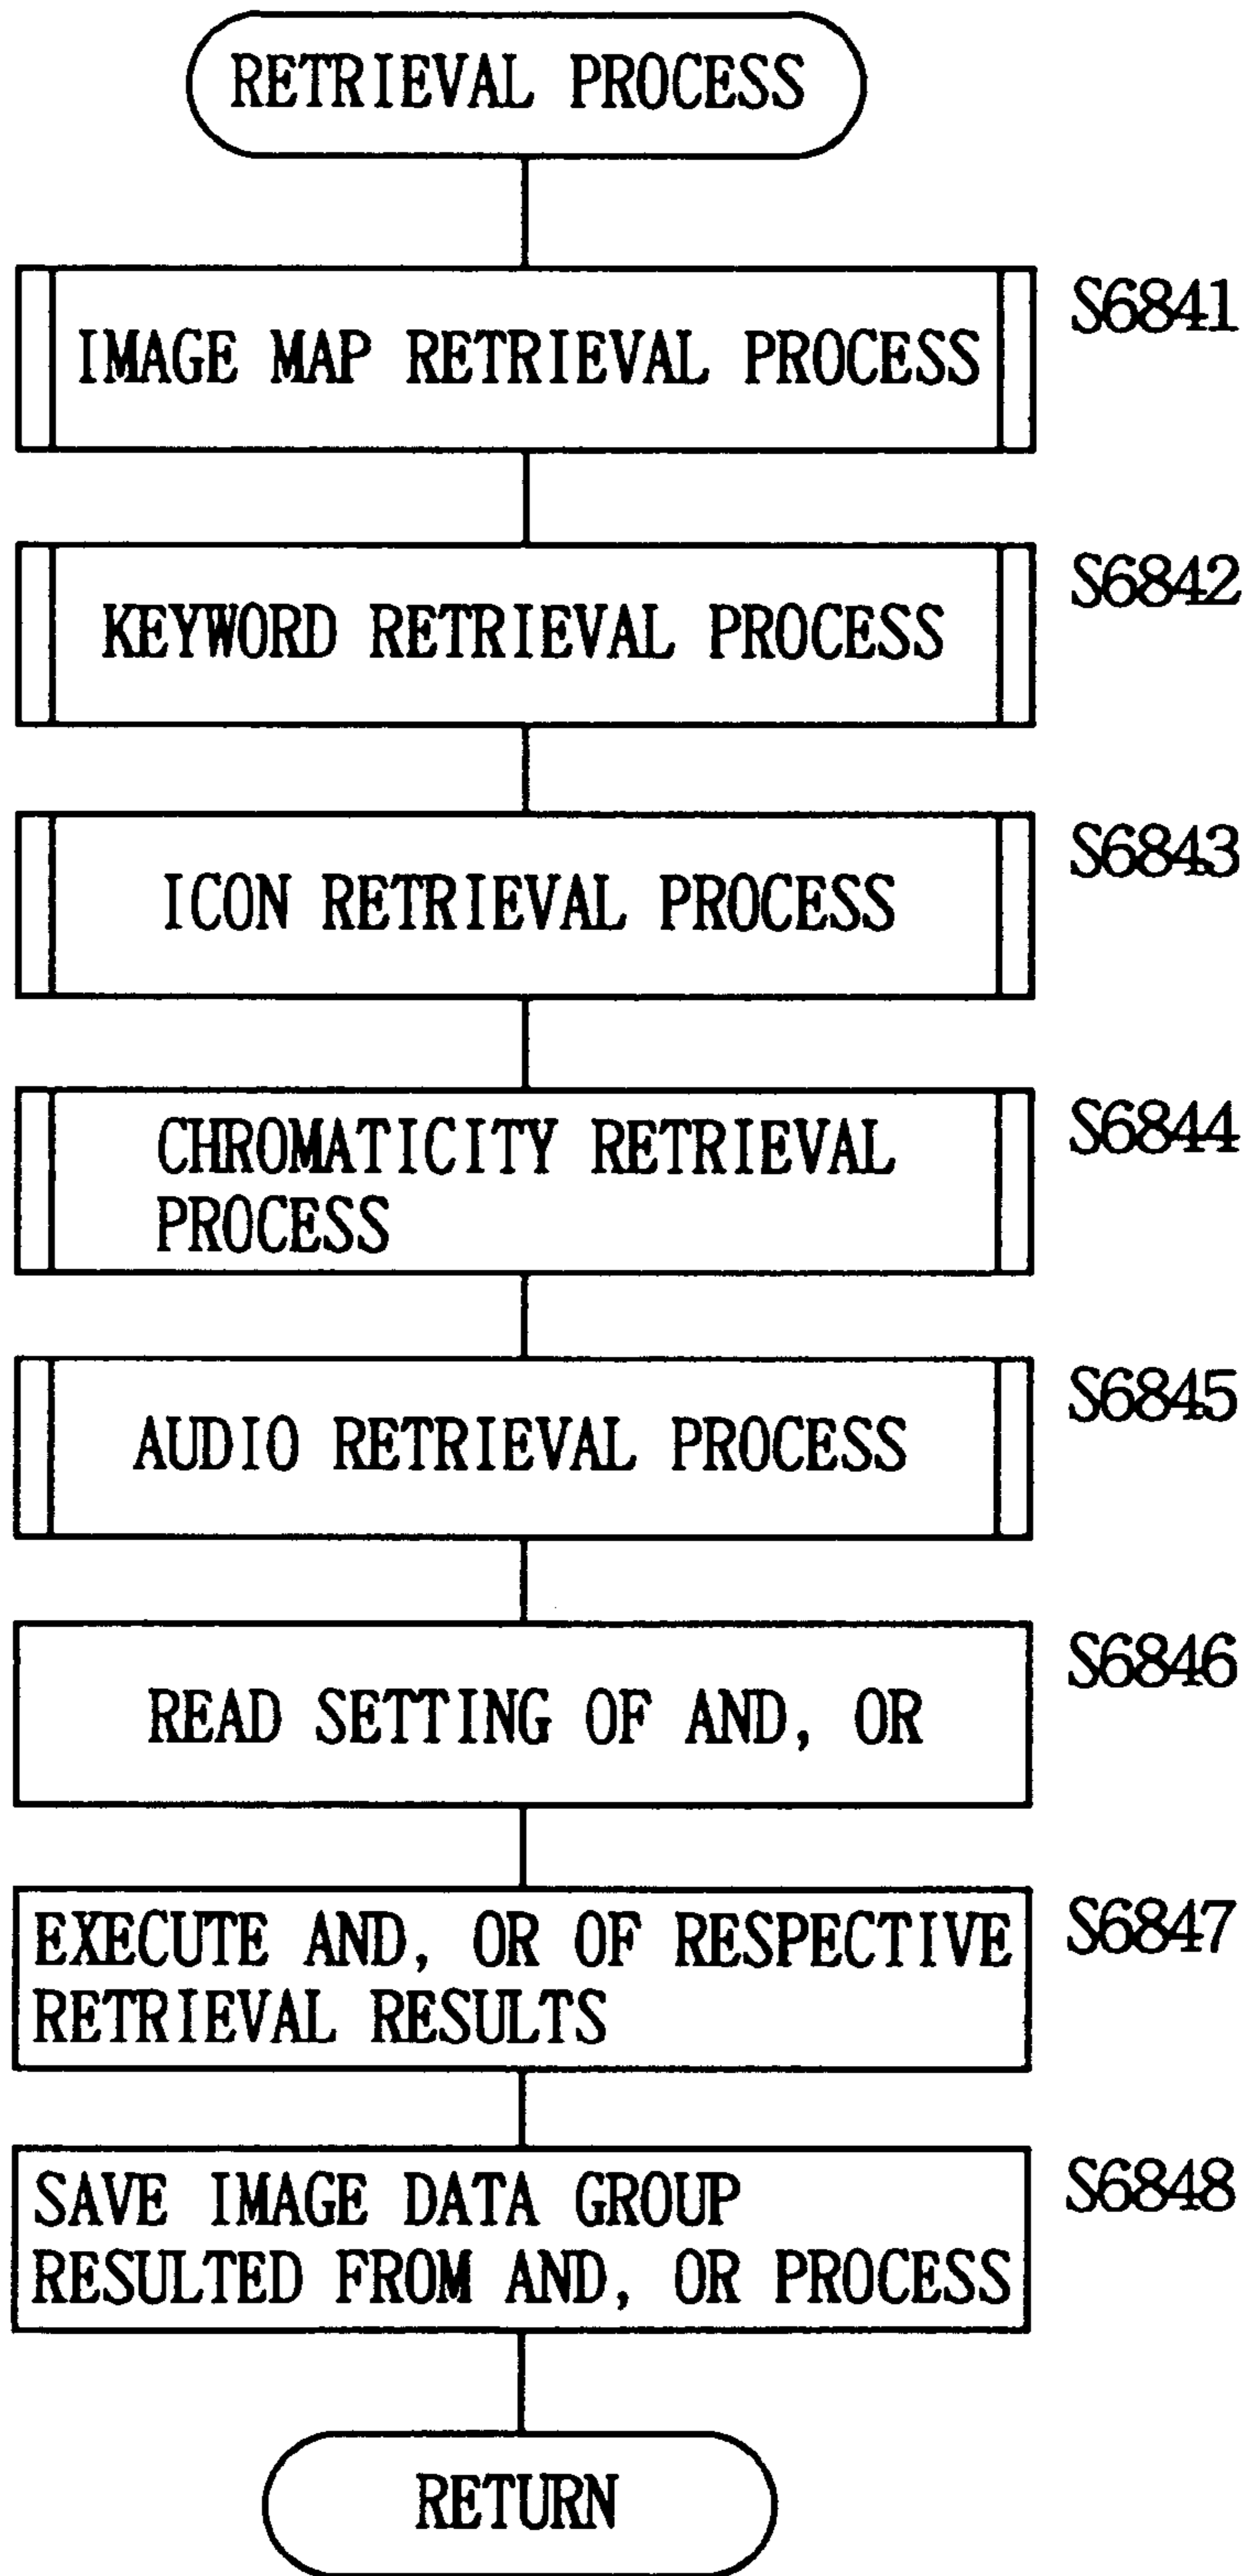 RETRIEVAL PROCESS
S6841
IMAGE MAP RETRIEVAL PROCESS
S6842
KEYWORD RETRIEVAL PROCESS
S6843
ICON RETRIEVAL PROCESS
S6844
CHROMATICITY RETRIEVAL
PROCESS
S6845
AUDIO RETRIEVAL PROCESS
S6846
READ SETTING OF AND, OR
S6847
EXECUTE AND, OR OF RESPECTIVE
RETRIEVAL RESULTS
S6848
SAVE IMAGE DATA GROUP
RESULTED FROM AND, OR PROCESS
RETURN